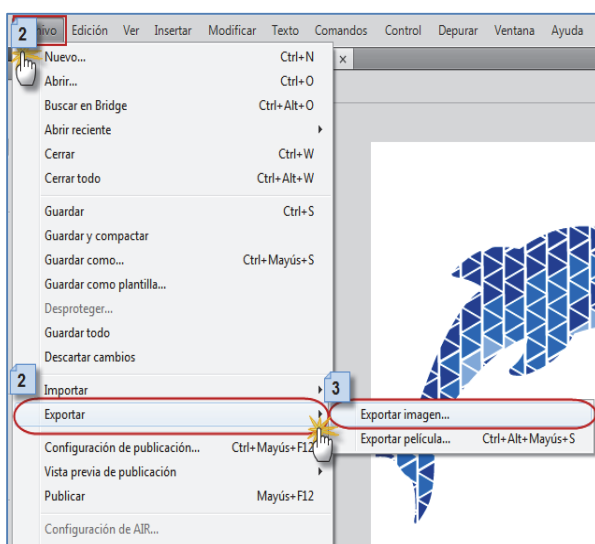 2 hivo Edición Ver Insertar Modificar Texto Comandos Control Depurar Ventana Ayuda
Nuevo... Ctrl+N x
Abrir... Ctrl+O
Buscar en Bridge Ctrl+Alt+O
Abrir reciente
Cerrar Ctrl+W
Cerrar todo Ctrl+Alt+W
Guardar Ctrl+S
Guardar y compactar
Guardar como... Ctrl+Mayús+S
Guardar como plantilla...
Desproteger...
Guardar todo
Descartar cambios
2 Importar 3
Exportar Exportar imagen...
Configuración de publicación... Ctrl+Mayús+F12 Exportar película... Ctrl+Alt+Mayús+S
Vista previa de publicación
Publicar Mayús+F12
Configuración de AIR...